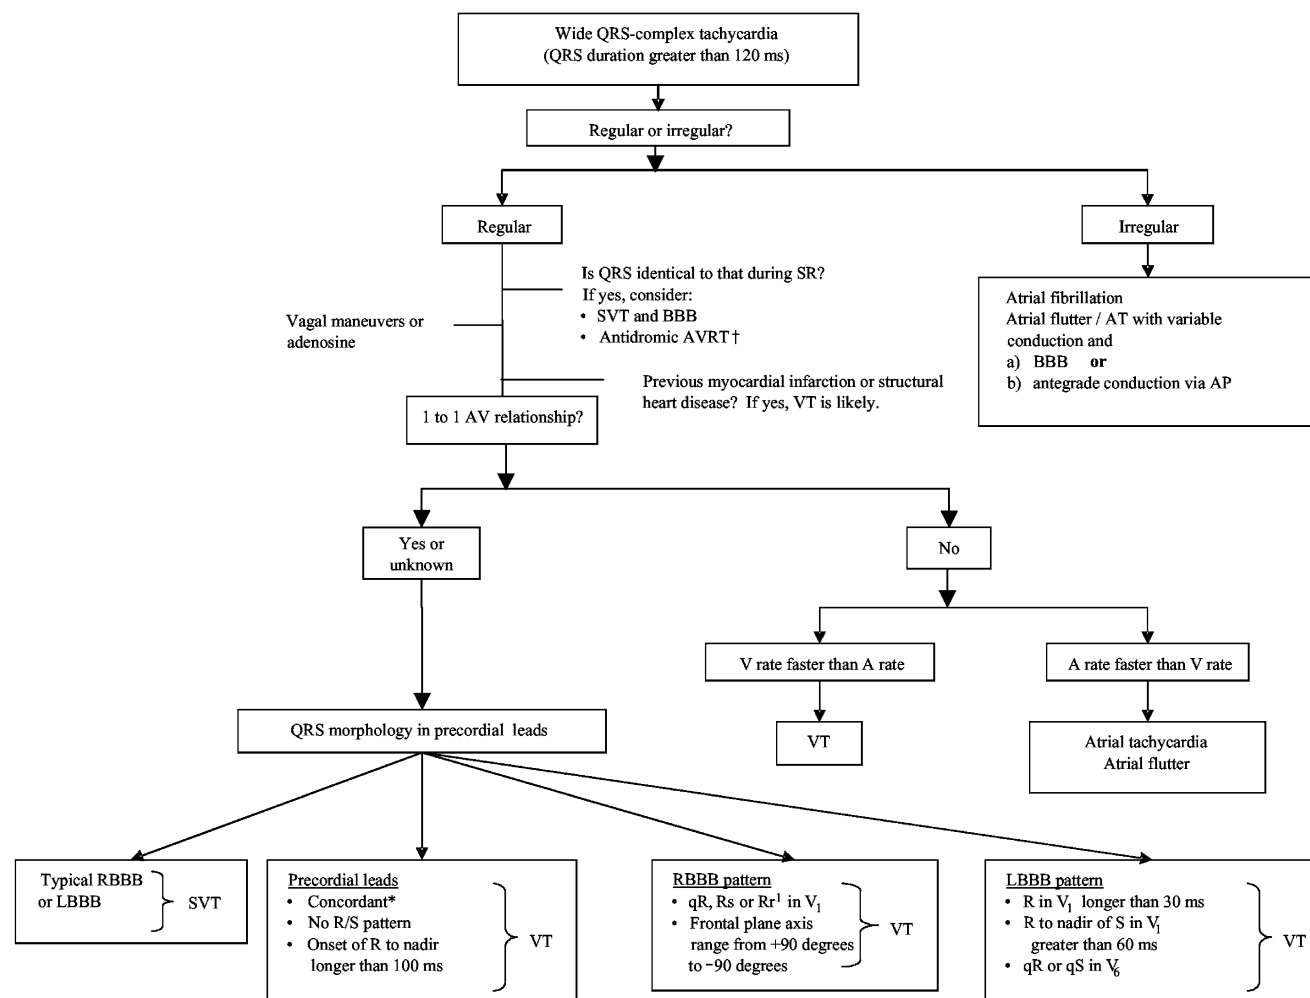 Wide QRS-complex tachycardia
(QRS duration greater than 120 ms)
Regular or irregular?
Regular
Irregular
Is QRS identical to that during SR?
If yes, consider:
• SVT and BBB
• Antidromic AVRT †
Vagal maneuvers or
adenosine
Previous myocardial infarction or structural
heart disease? If yes, VT is likely.
Atrial fibrillation
Atrial flutter / AT with variable
conduction and
a) BBB or
b) antegrade conduction via AP
1 to 1 AV relationship?
Yes or
unknown
No
V rate faster than A rate
A rate faster than V rate
QRS morphology in precordial leads
VT
Atrial tachycardia
Atrial flutter
Typical RBBB
or LBBB
SVT
Precordial leads
• Concordant*
• No R/S pattern
• Onset of R to nadir
longer than 100 ms
VT
RBBB pattern
• qR, Rs or Rr¹ in V₁
• Frontal plane axis
range from +90 degrees
to −90 degrees
VT
LBBB pattern
• R in V₁ longer than 30 ms
• R to nadir of S in V₁
greater than 60 ms
• qR or qS in V₆
VT